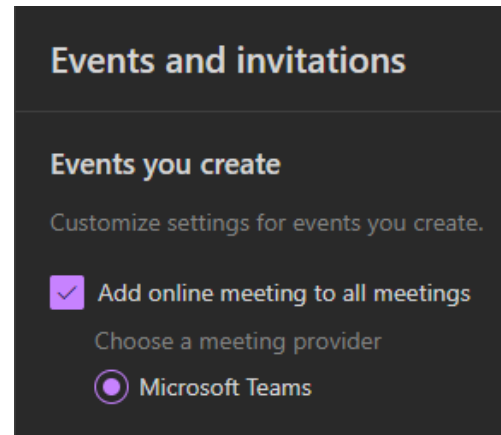 Events and invitations
Events you create
Customize settings for events you create.
Add online meeting to all meetings
Choose a meeting provider
Microsoft Teams